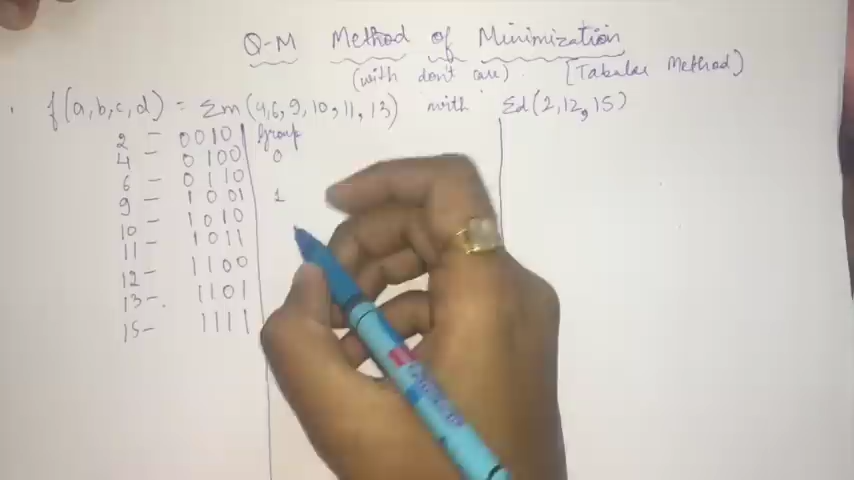 Q-M Method of Minimization
(with don't care) [Tabular Method)
f(a,b,c,d) = Σm(4,6,9,10,11,13) with Σd(2,12,15)
2 - 0010 Group
4 - 0100 0
6 - 0110
9 - 1001 1
10 - 1010
11 - 1011
12 - 1100
13 - 1101
15 - 1111